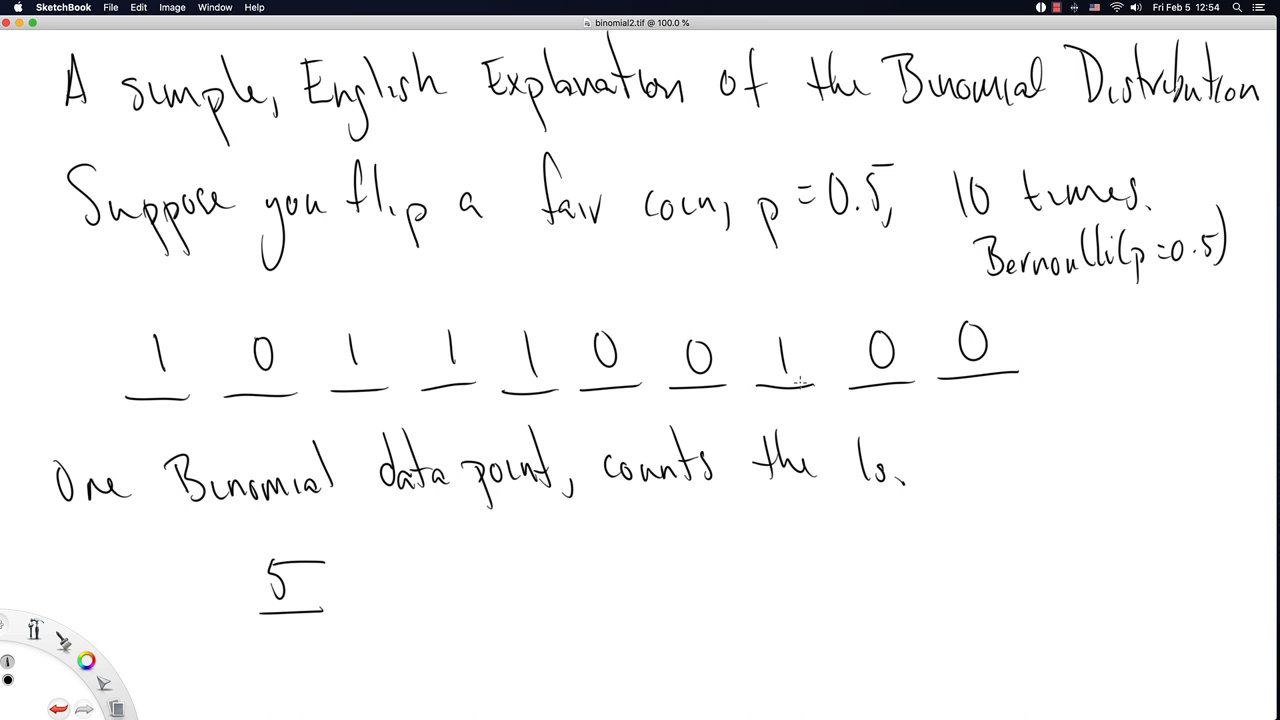 SketchBook File Edit Image Window Help Fri Feb 5 12:54
binomial2.tif @ 100.0 %
A simple, English Explanation of the Binomial Distribution
Suppose you flip a fair coin, p = 0.5, 10 times.
Bernoulli(p=0.5)
1 0 1 1 1 0 0 1 0 0
One Binomial data point, counts the 1s.
5